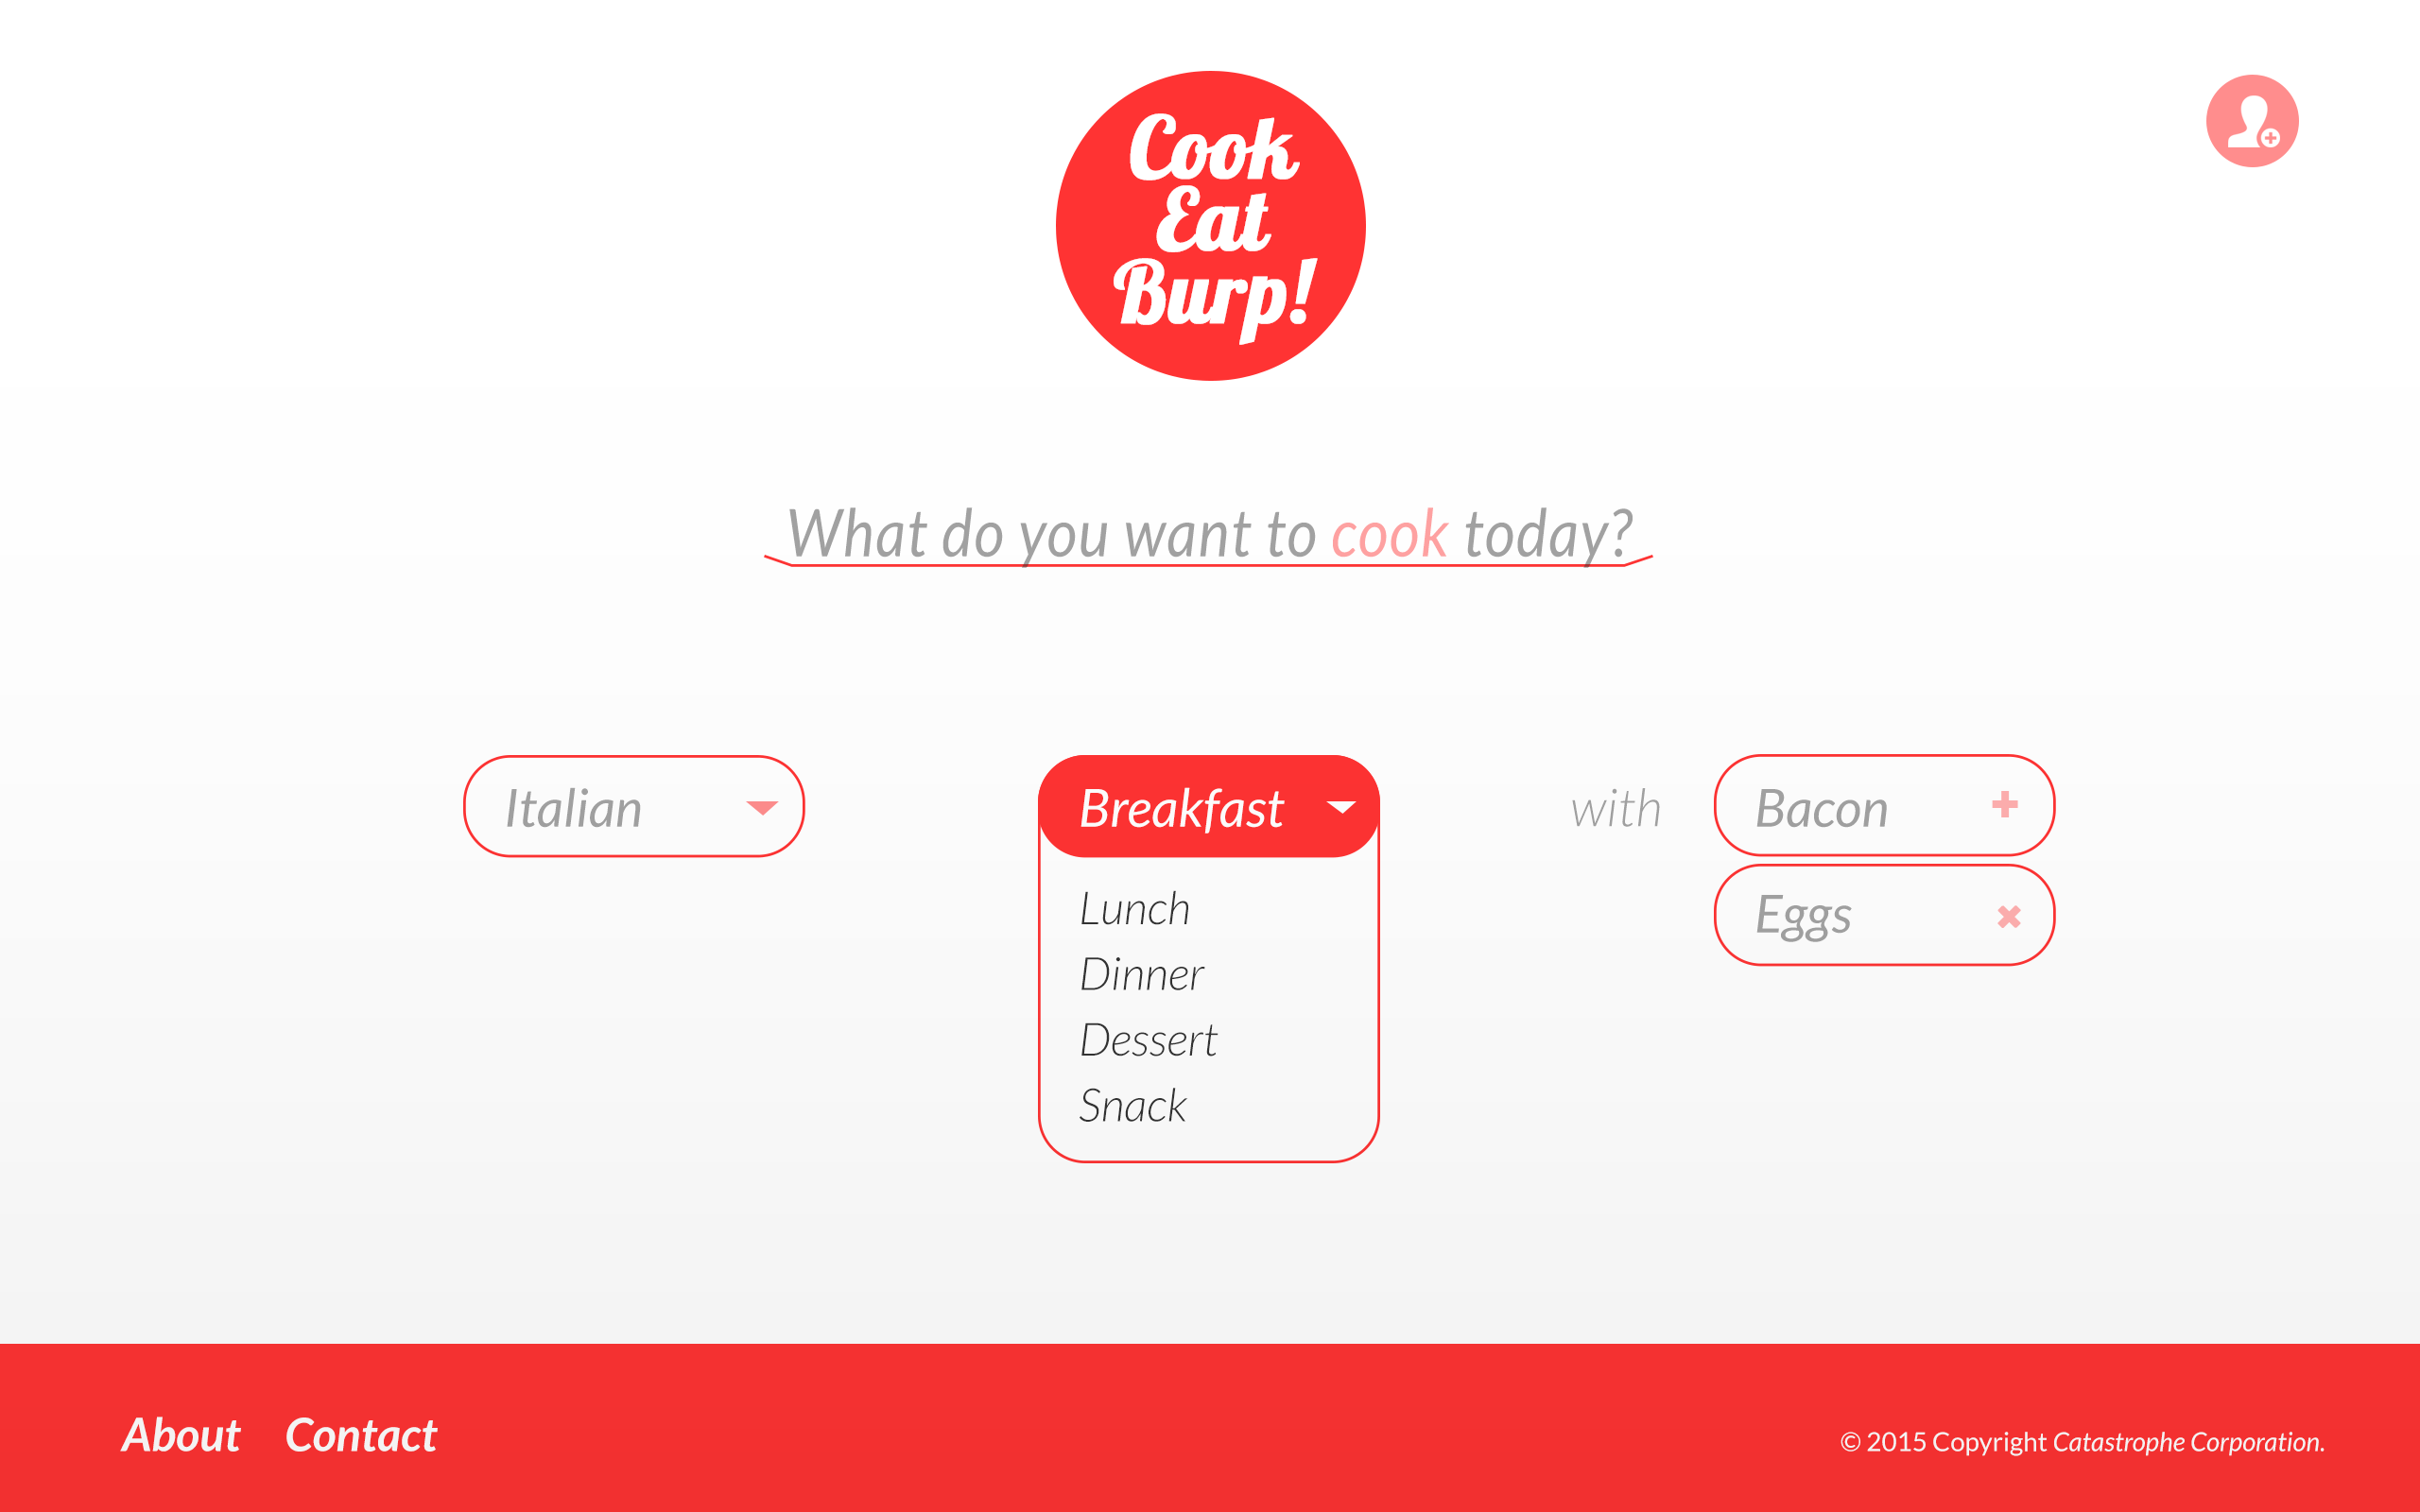 Cook
Eat
Burp!
What do you want to cook today?
Italian
Breakfast
Lunch
Dinner
Dessert
Snack
with
Bacon
Eggs
About
Contact
© 2015 Copyright Catastrophe Corporation.